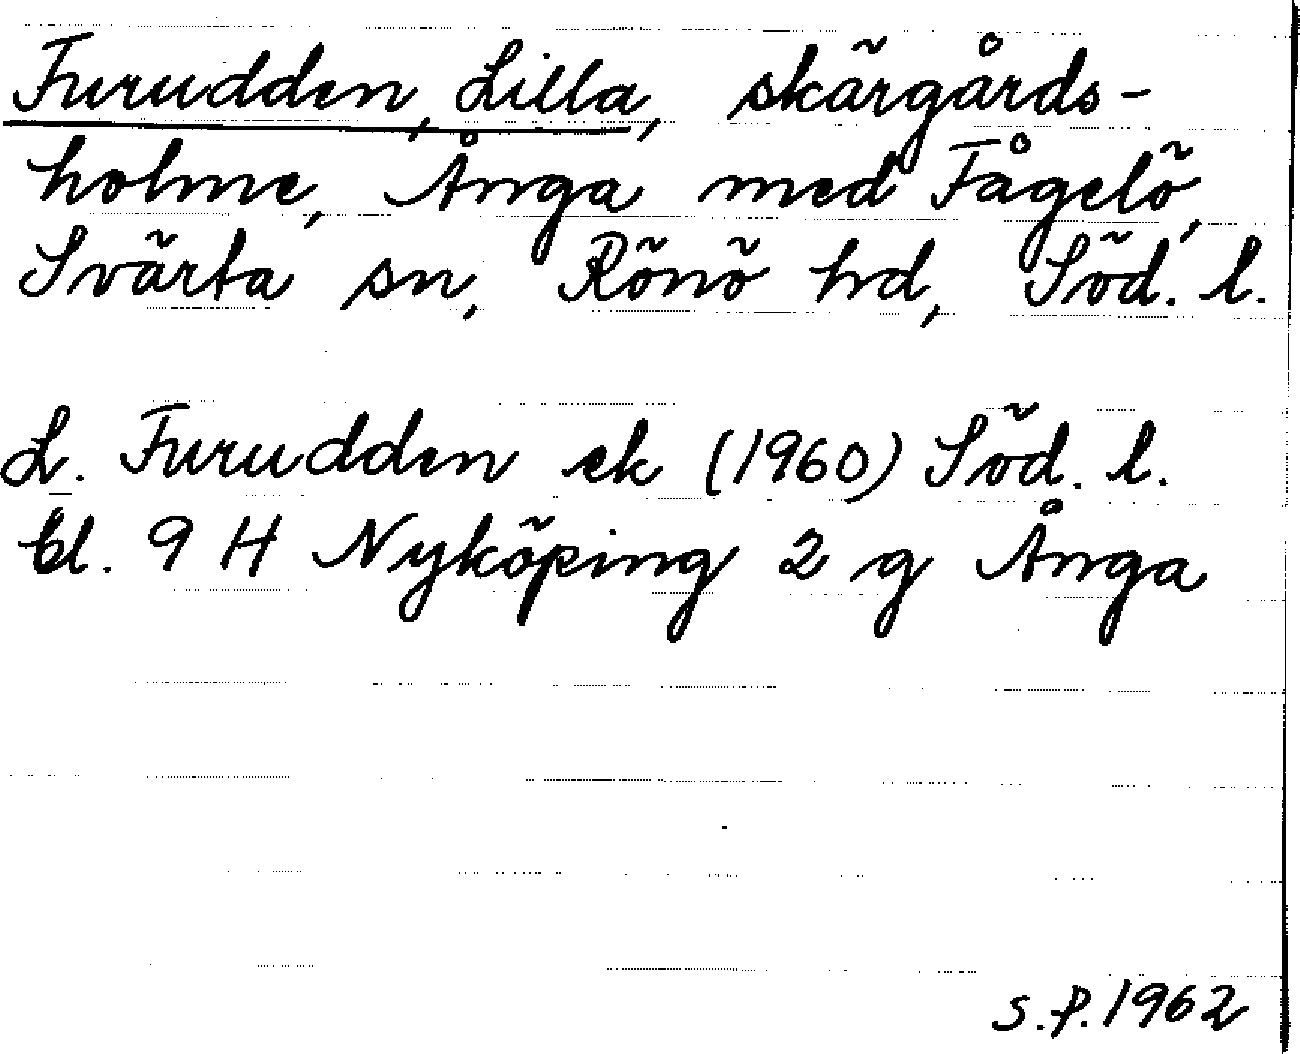 Furudden, Lilla, skärgårds-
holme, Ånga med Fågelö,
Svärta sn, Rönö hd, Söd. l.
L. Furudden ek (1960) Söd. l.
bl. 9 H Nyköping 2 g Ånga
S.P. 1962